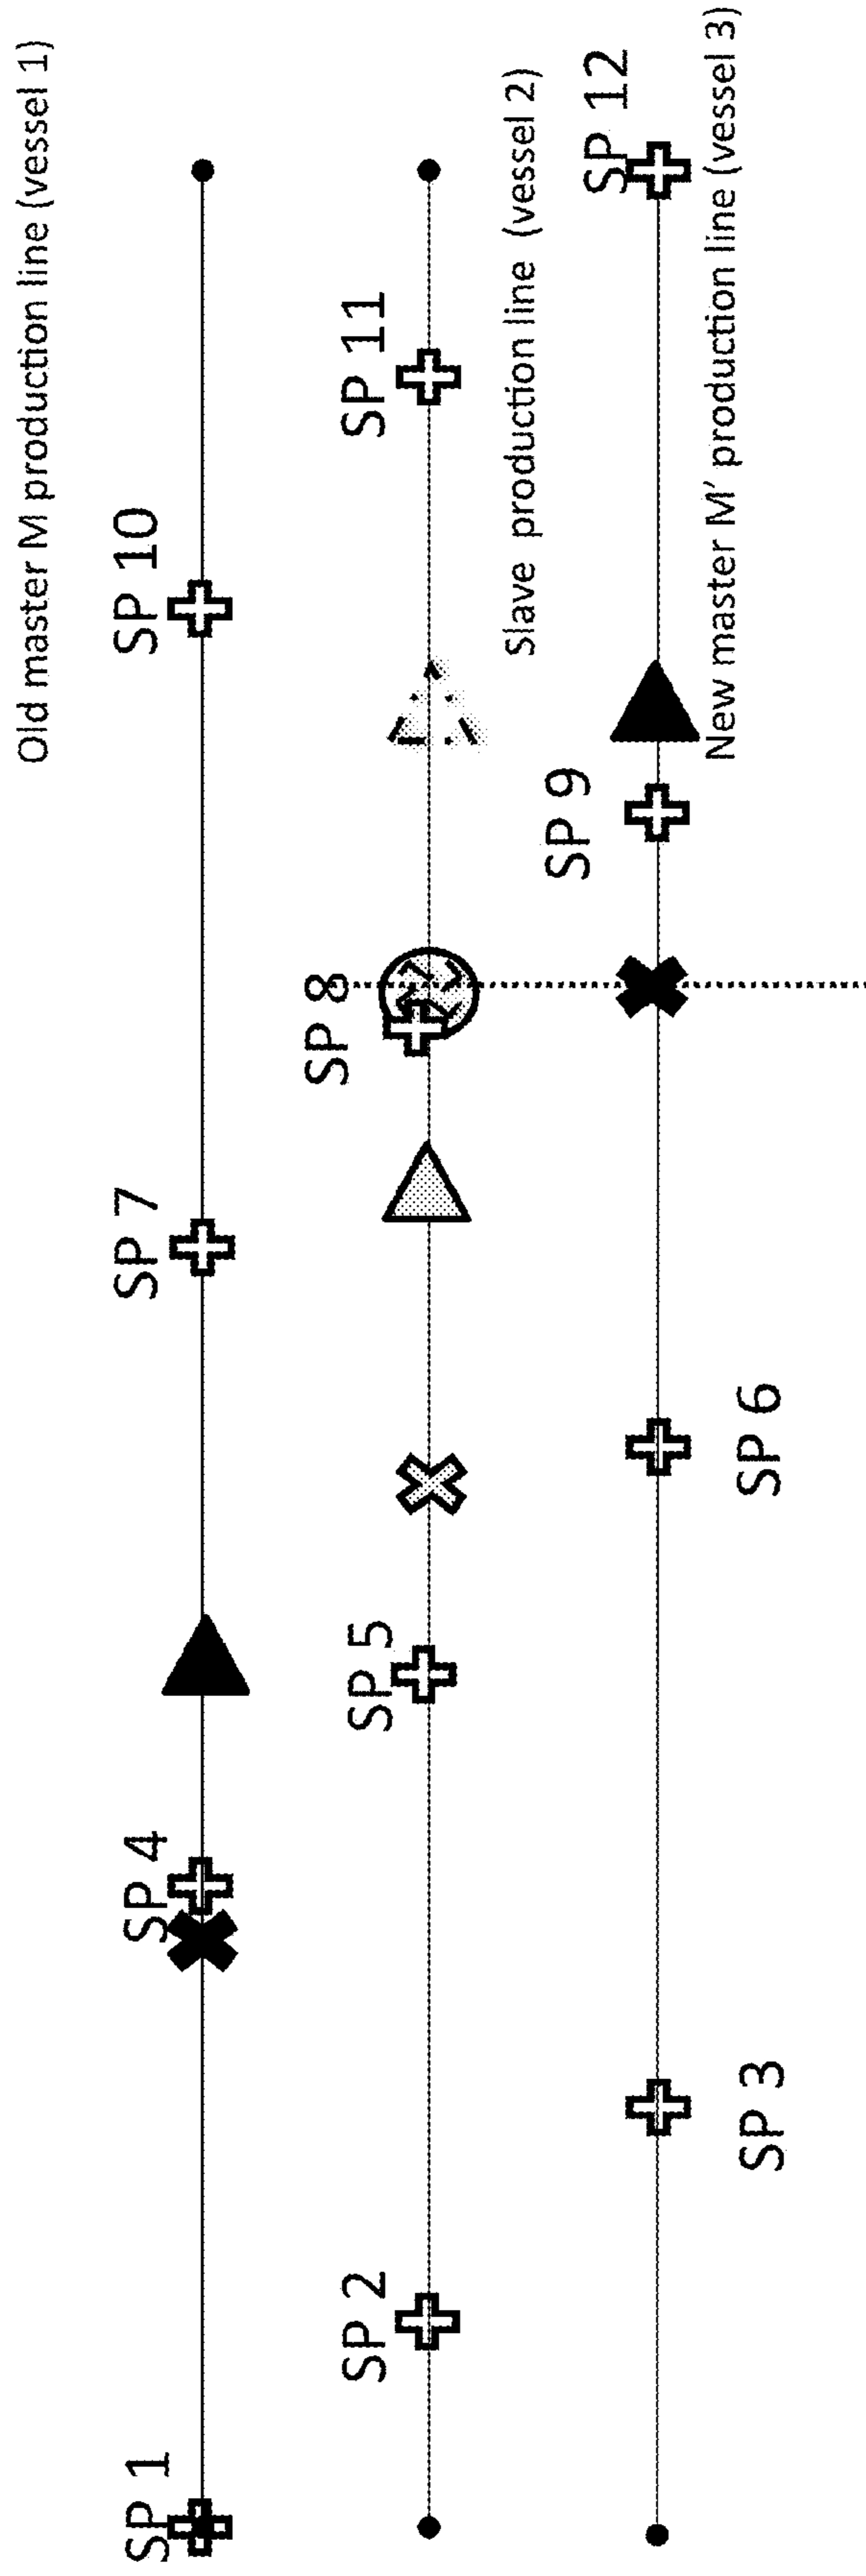 Old master M production line (vessel 1)
SP 1
SP 4
SP 7
SP 10
SP 2
SP 5
SP 8
SP 11
Slave production line (vessel 2)
SP 3
SP 6
SP 9
SP 12
New master M′ production line (vessel 3)